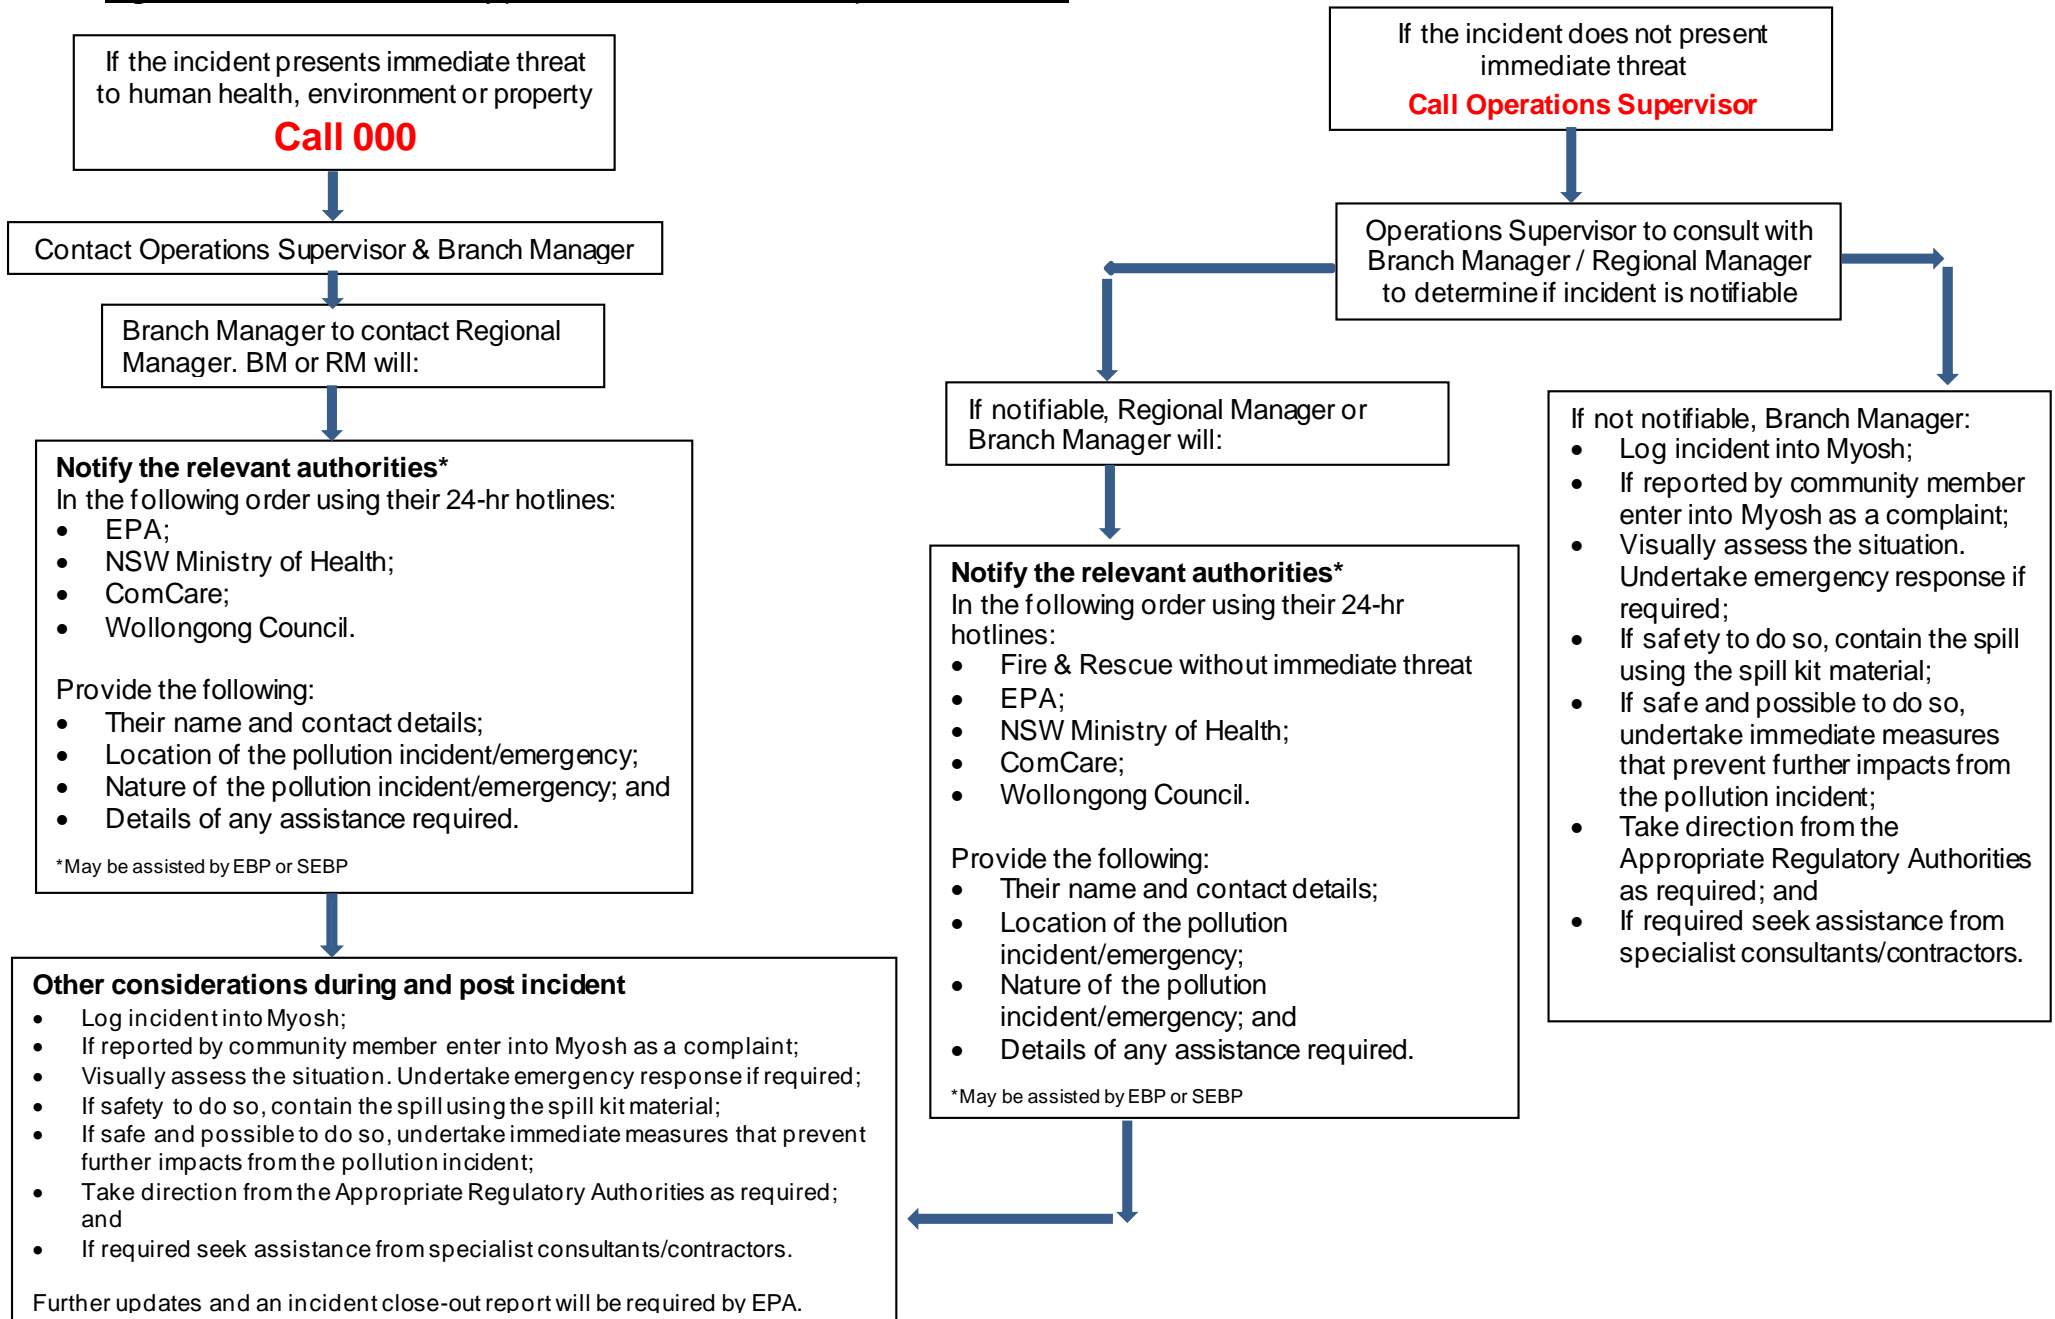 If the incident presents immediate threat
to human health, environment or property
Call 000
Contact Operations Supervisor & Branch Manager
Branch Manager to contact Regional
Manager. BM or RM will:
Notify the relevant authorities*
In the following order using their 24-hr hotlines:
• EPA;
• NSW Ministry of Health;
• ComCare;
• Wollongong Council.
Provide the following:
• Their name and contact details;
• Location of the pollution incident/emergency;
• Nature of the pollution incident/emergency; and
• Details of any assistance required.
*May be assisted by EBP or SEBP
Other considerations during and post incident
• Log incident into Myosh;
• If reported by community member enter into Myosh as a complaint;
• Visually assess the situation. Undertake emergency response if required;
• If safety to do so, contain the spill using the spill kit material;
• If safe and possible to do so, undertake immediate measures that prevent
further impacts from the pollution incident;
• Take direction from the Appropriate Regulatory Authorities as required;
and
• If required seek assistance from specialist consultants/contractors.
Further updates and an incident close-out report will be required by EPA.
If the incident does not present
immediate threat
Call Operations Supervisor
Operations Supervisor to consult with
Branch Manager / Regional Manager
to determine if incident is notifiable
If notifiable, Regional Manager or
Branch Manager will:
Notify the relevant authorities*
In the following order using their 24-hr
hotlines:
• Fire & Rescue without immediate threat
• EPA;
• NSW Ministry of Health;
• ComCare;
• Wollongong Council.
Provide the following:
• Their name and contact details;
• Location of the pollution
incident/emergency;
• Nature of the pollution
incident/emergency; and
• Details of any assistance required.
*May be assisted by EBP or SEBP
If not notifiable, Branch Manager:
• Log incident into Myosh;
• If reported by community member
enter into Myosh as a complaint;
• Visually assess the situation.
Undertake emergency response if
required;
• If safety to do so, contain the spill
using the spill kit material;
• If safe and possible to do so,
undertake immediate measures
that prevent further impacts from
the pollution incident;
• Take direction from the
Appropriate Regulatory Authorities
as required; and
• If required seek assistance from
specialist consultants/contractors.